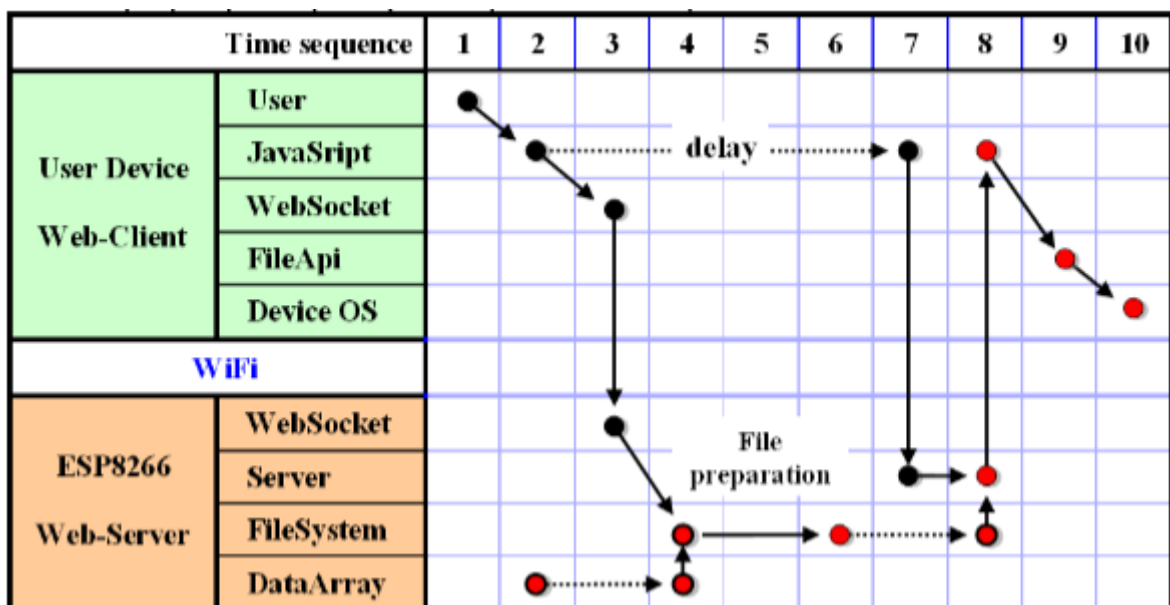 Time sequence 1 2 3 4 5 6 7 8 9 10
User Device
Web-Client
User
JavaSript
delay
WebSocket
FileApi
Device OS
WiFi
ESP8266
Web-Server
WebSocket
Server
FileSystem
DataArray
File
preparation